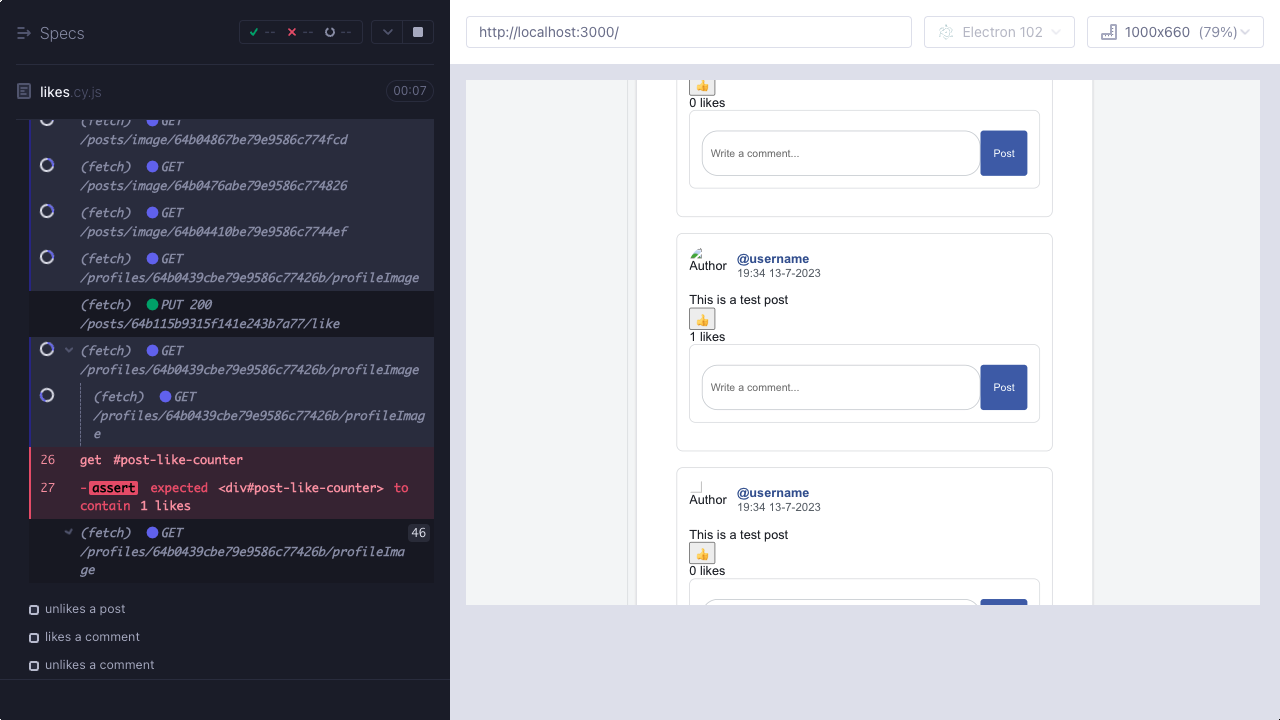 Specs
-- -- --
likes.cy.js 00:07
(fetch) GET
/posts/image/64b04867be79e9586c774fcd
(fetch) GET
/posts/image/64b0476abe79e9586c774826
(fetch) GET
/posts/image/64b04410be79e9586c7744ef
(fetch) GET
/profiles/64b0439cbe79e9586c77426b/profileImage
(fetch) PUT 200
/posts/64b115b9315f141e243b7a77/like
(fetch) GET
/profiles/64b0439cbe79e9586c77426b/profileImage
(fetch) GET
/profiles/64b0439cbe79e9586c77426b/profileImag
e
26 get #post-like-counter
27 -assert expected <div#post-like-counter> to
contain 1 likes
(fetch) GET 46
/profiles/64b0439cbe79e9586c77426b/profileIma
ge
unlikes a post
likes a comment
unlikes a comment
http://localhost:3000/
Electron 102
1000x660 (79%)
0 likes
Write a comment...
Post
Author
@username
19:34 13-7-2023
This is a test post
1 likes
Write a comment...
Post
Author
@username
19:34 13-7-2023
This is a test post
0 likes